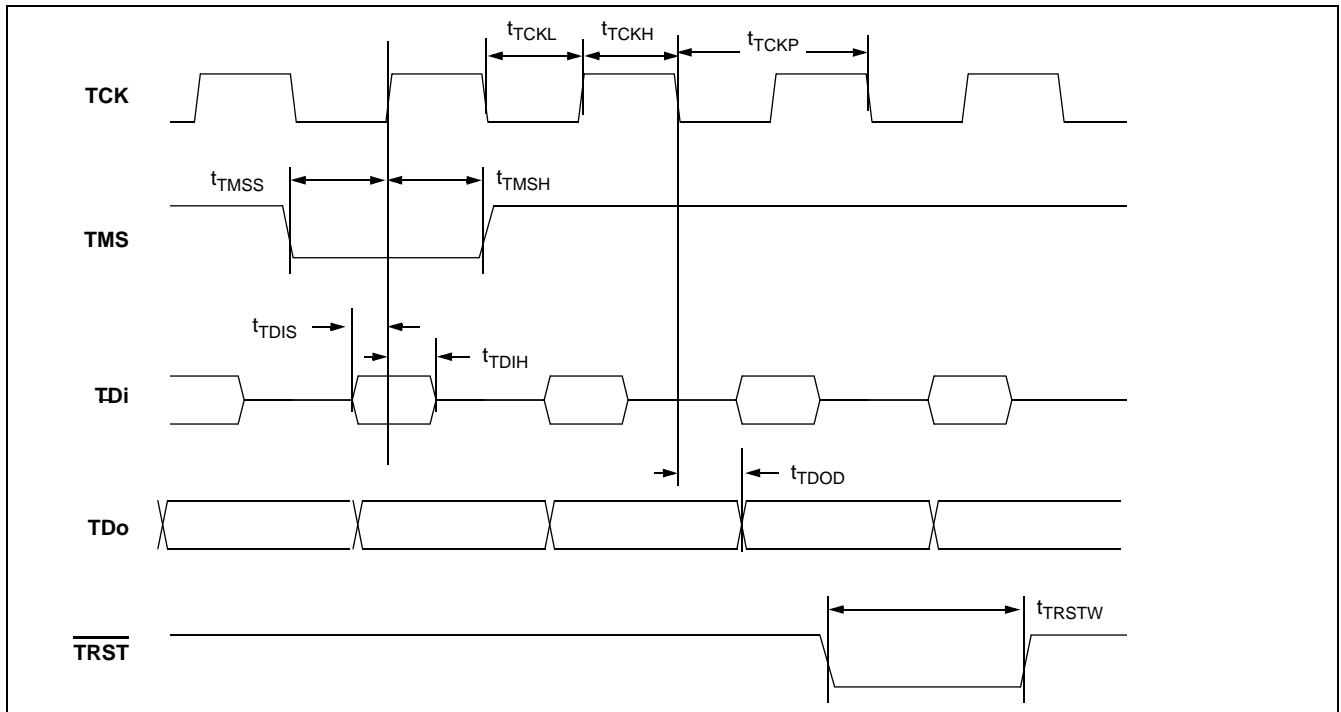 tTCKL tTCKH tTCKP
TCK
tTMSS tTMSH
TMS
tTDIS
tTDIH
TDi
tTDOD
TDo
tTRSTW
TRST